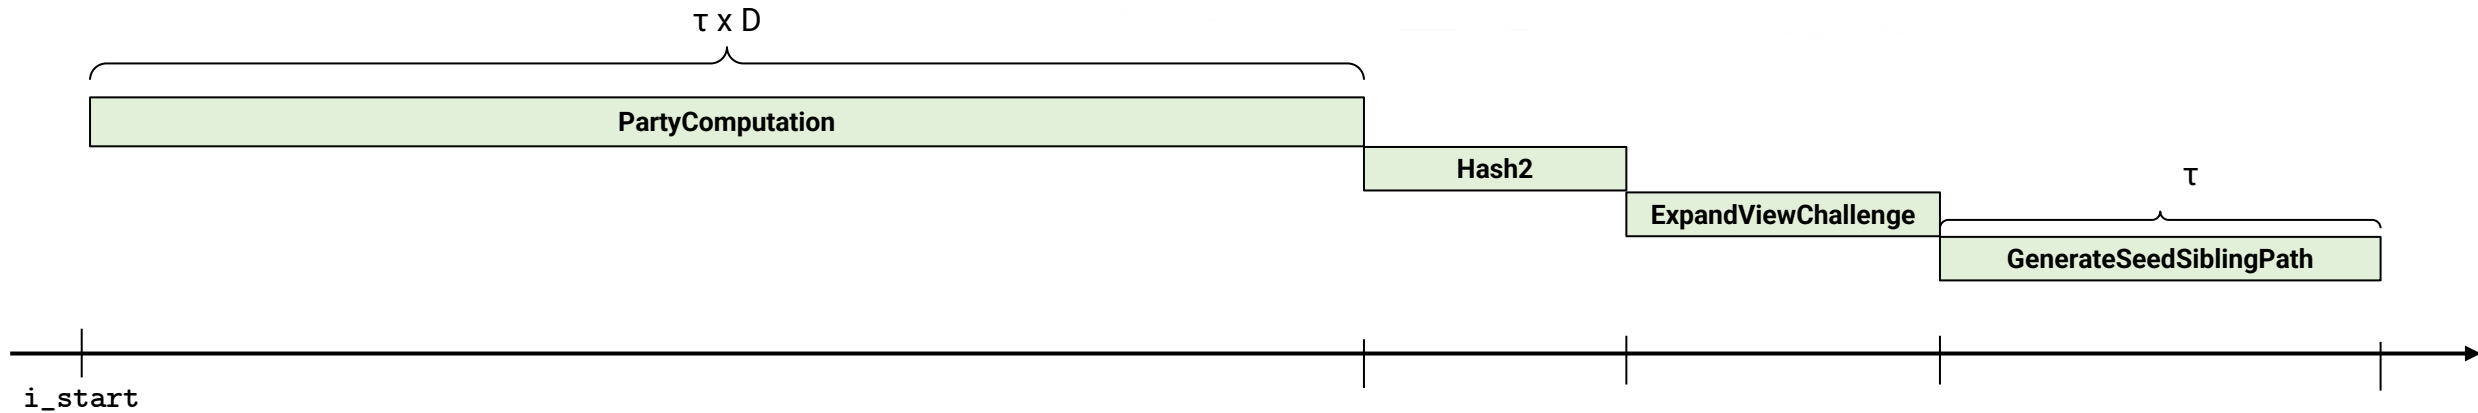 τ x D
PartyComputation
Hash2
τ
ExpandViewChallenge
GenerateSeedSiblingPath
i_start